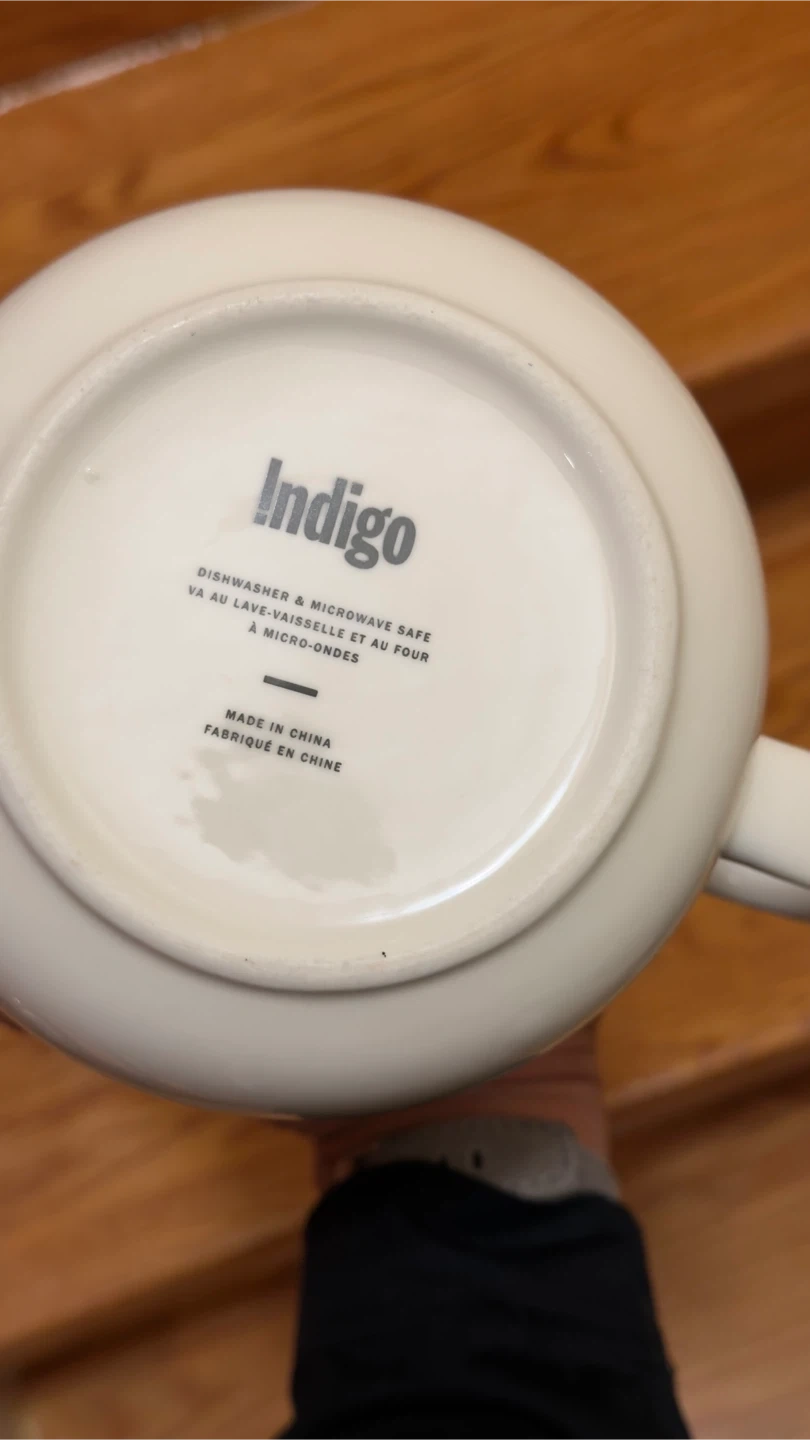 Indigo
DISHWASHER & MICROWAVE SAFE
VA AU LAVE-VAISSELLE ET AU FOUR
À MICRO-ONDES
MADE IN CHINA
FABRIQUÉ EN CHINE